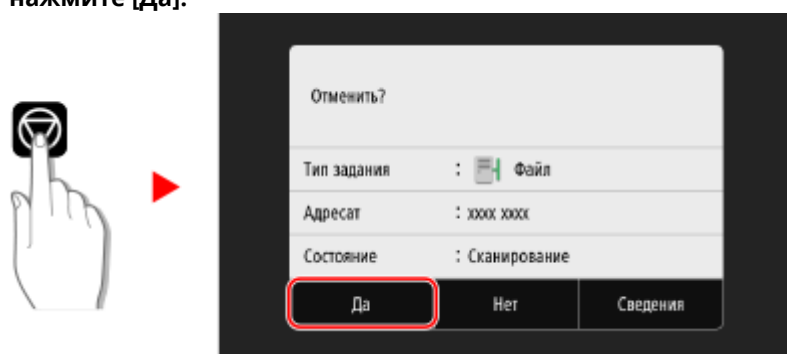 нажмите [Да].
Отменить?
Тип задания : Файл
Адресат : xxxx xxxx
Состояние : Сканирование
Да Нет Сведения